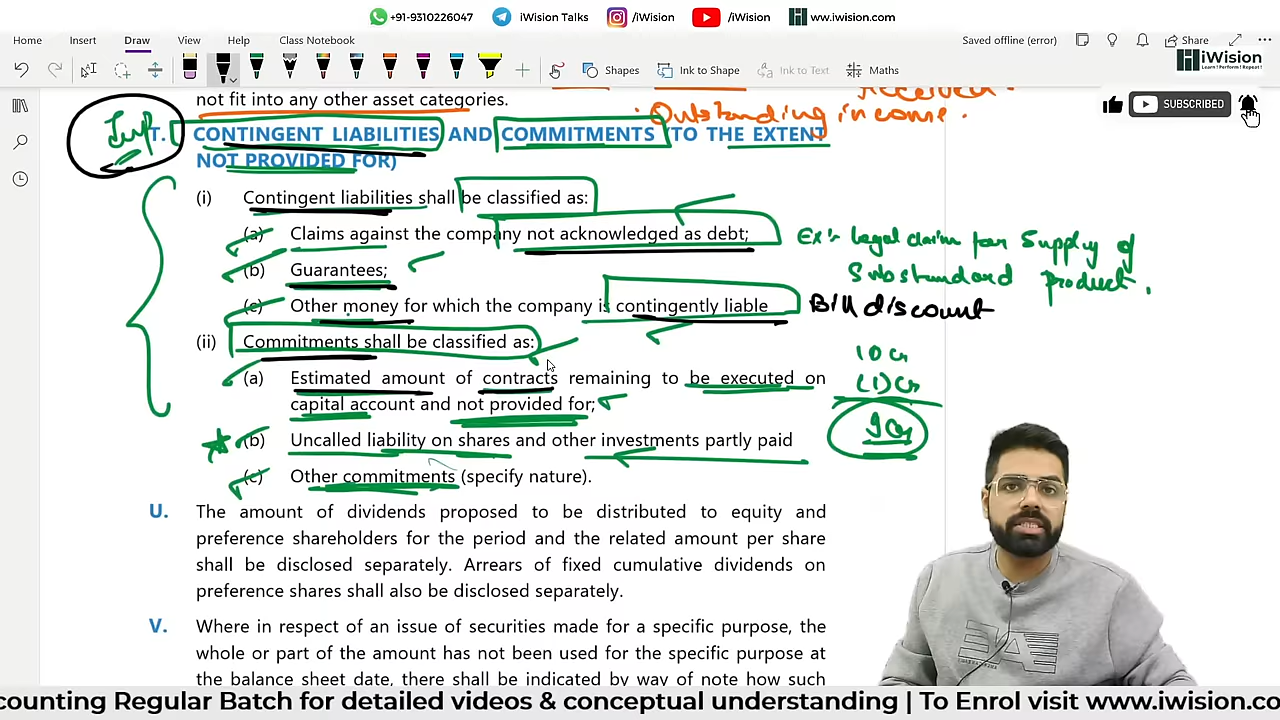 +91-9310226047 iWision Talks /iWision /iWision ww.iwision.com
Home Insert Draw View Help Class Notebook Saved offline (error) Share
Shapes Ink to Shape Ink to Text Maths
iWision
Learn ! Perform ! Repeat !
SUBSCRIBED
not fit into any other asset categories.
Received.
Outstanding income.
Imp
T. CONTINGENT LIABILITIES AND COMMITMENTS (TO THE EXTENT
NOT PROVIDED FOR)
(i) Contingent liabilities shall be classified as:
(a) Claims against the company not acknowledged as debt;
Ex:- legal claim for Supply of
Substandard product.
(b) Guarantees;
(c) Other money for which the company is contingently liable
Bill discount
(ii) Commitments shall be classified as:
10 Cr
(1) Cr
9 Cr
(a) Estimated amount of contracts remaining to be executed on
capital account and not provided for;
(b) Uncalled liability on shares and other investments partly paid
(c) Other commitments (specify nature).
U. The amount of dividends proposed to be distributed to equity and
preference shareholders for the period and the related amount per share
shall be disclosed separately. Arrears of fixed cumulative dividends on
preference shares shall also be disclosed separately.
V. Where in respect of an issue of securities made for a specific purpose, the
whole or part of the amount has not been used for the specific purpose at
the balance sheet date, there shall be indicated by way of note how such
counting Regular Batch for detailed videos & conceptual understanding | To Enrol visit www.iwision.co